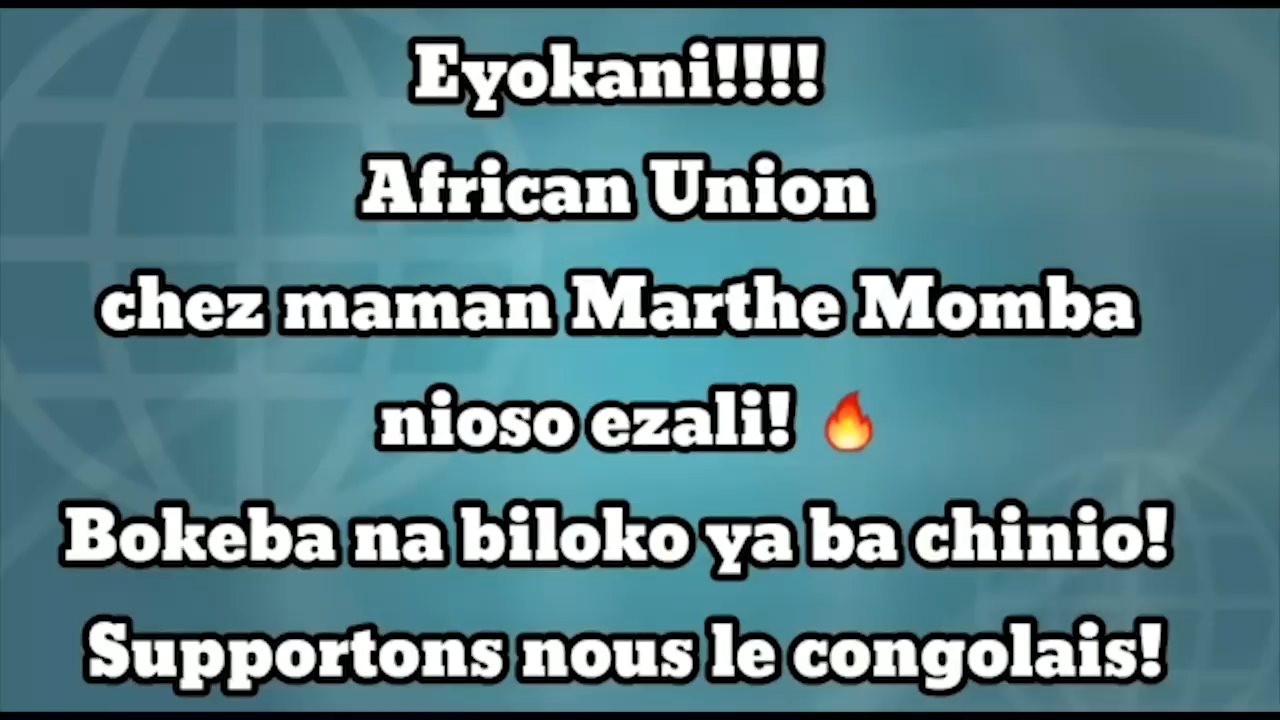 Eyokani!!!!
African Union
chez maman Marthe Momba
nioso ezali! 🔥
Bokeba na biloko ya ba chinio!
Supportons nous le congolais!